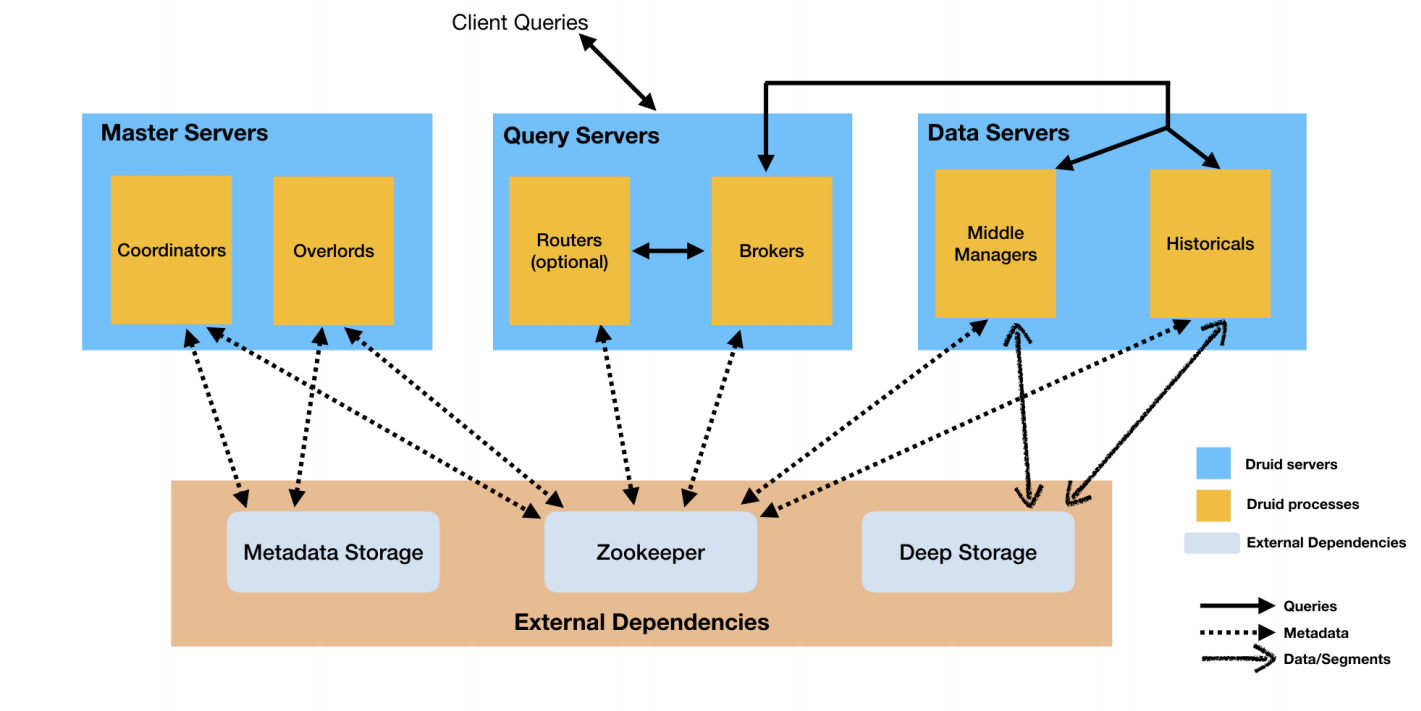 Client Queries
Master Servers
Query Servers
Data Servers
Coordinators
Overlords
Routers
(optional)
Brokers
Middle
Managers
Historicals
Metadata Storage
Zookeeper
Deep Storage
External Dependencies
Druid servers
Druid processes
External Dependencies
Queries
Metadata
Data/Segments